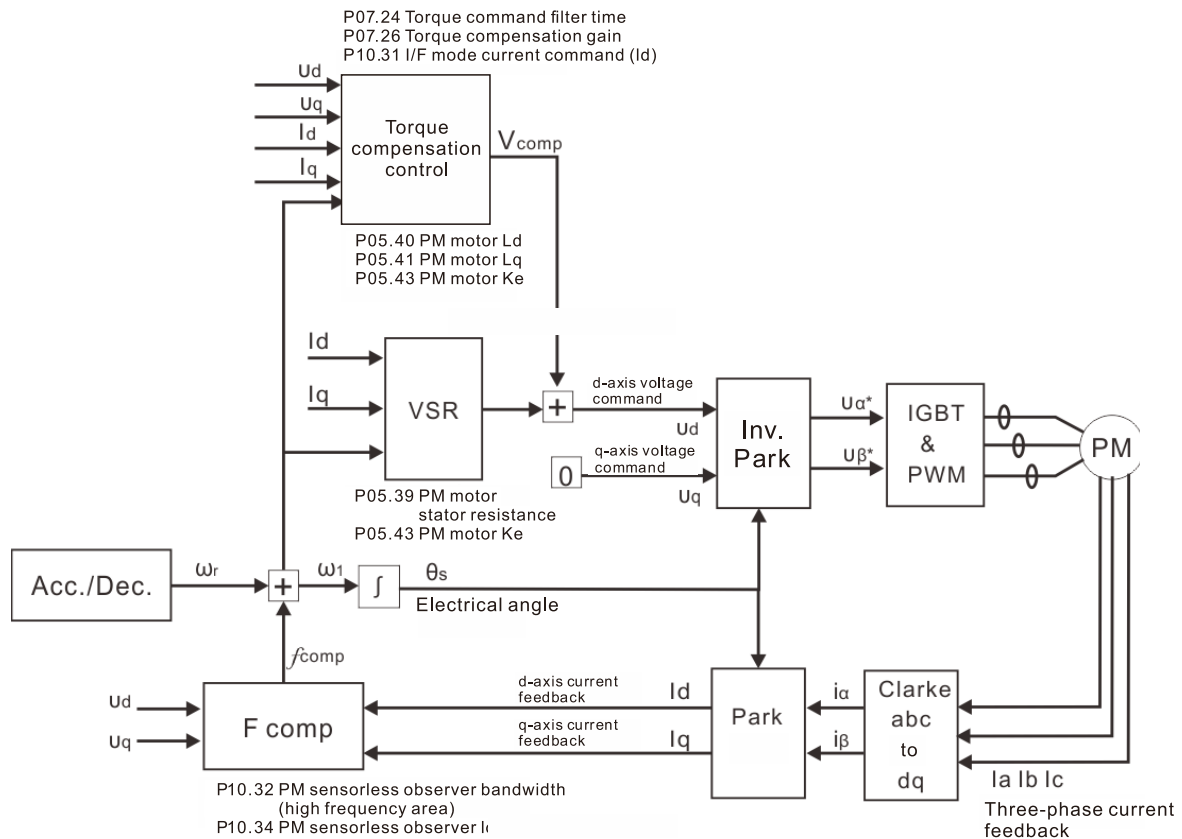 P07.24 Torque command filter time
P07.26 Torque compensation gain
P10.31 I/F mode current command (Id)
ud
uq
Id
Iq
Torque
compensation
control
Vcomp
P05.40 PM motor Ld
P05.41 PM motor Lq
P05.43 PM motor Ke
Id
Iq
VSR
+
d-axis voltage
command
ud
q-axis voltage
command
0
uq
Inv.
Park
uα*
uβ*
IGBT
&
PWM
PM
P05.39 PM motor
stator resistance
P05.43 PM motor Ke
Acc./Dec.
ωr
+
ω1
∫
θs
Electrical angle
fcomp
ud
uq
F comp
d-axis current
feedback
Id
q-axis current
feedback
Iq
Park
iα
iβ
Clarke
abc
to
dq
Ia Ib Ic
Three-phase current
feedback
P10.32 PM sensorless observer bandwidth
(high frequency area)
P10.34 PM sensorless observer